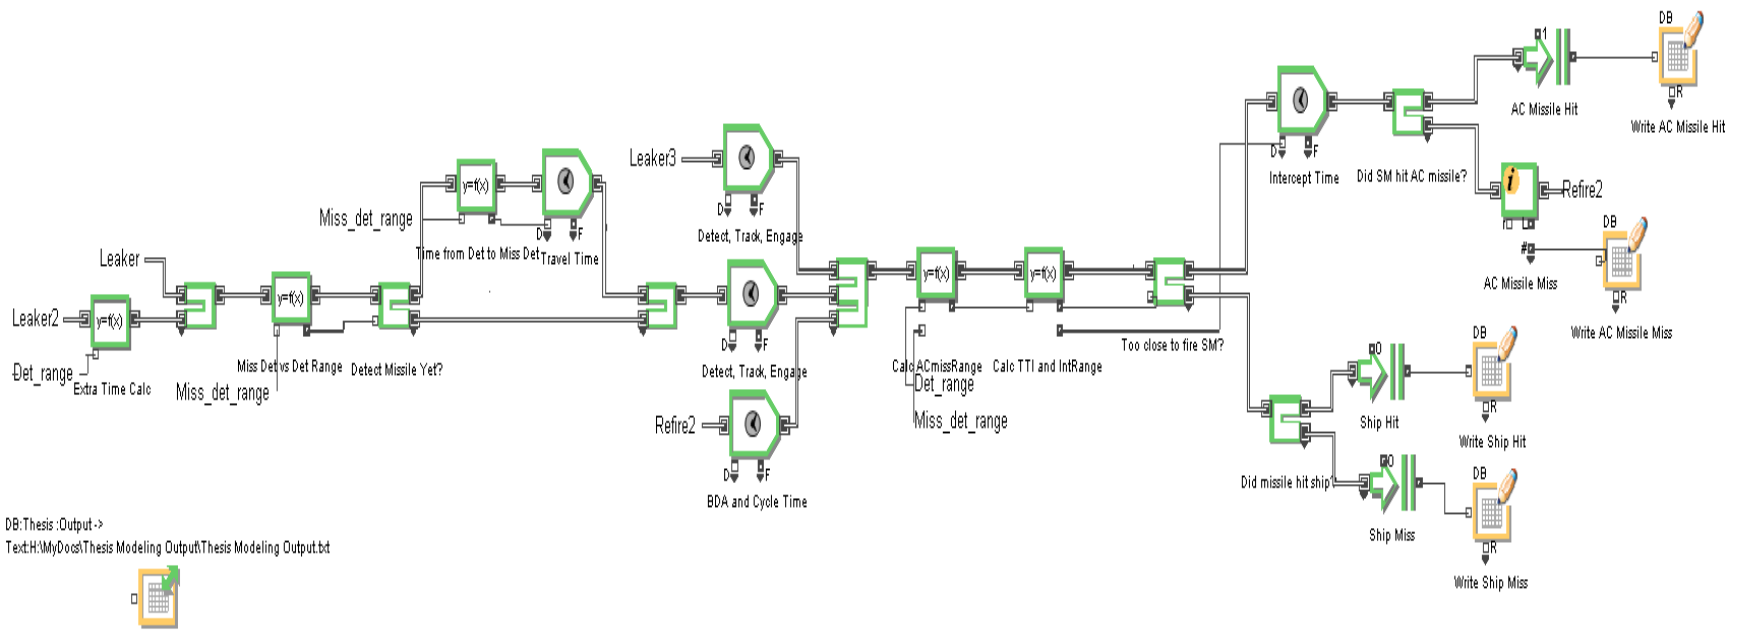 DB
1
AC Missile Hit
R
Write AC Missile Hit
Leaker3
D F
Detect, Track, Engage
D F
Intercept Time
Did SM hit AC missile?
i
Refire2
DB
#
AC Missile Miss
R
Write AC Missile Miss
y=f(x)
Miss_det_range
Time from Det to Miss Det
D F
Travel Time
Leaker
Leaker2
y=f(x)
Det_range
Extra Time Calc
y=f(x)
Miss Det vs Det Range
Miss_det_range
Detect Missile Yet?
D F
Detect, Track, Engage
Refire2
D F
BDA and Cycle Time
y=f(x)
Calc ACmissRange
Det_range
Miss_det_range
y=f(x)
Calc TTI and IntRange
Too close to fire SM?
0
Ship Hit
DB
R
Write Ship Hit
Did missile hit ship?
0
Ship Miss
DB
R
Write Ship Miss
DB:Thesis :Output ->
Text:H:\MyDocs\Thesis Modeling Output\Thesis Modeling Output.txt